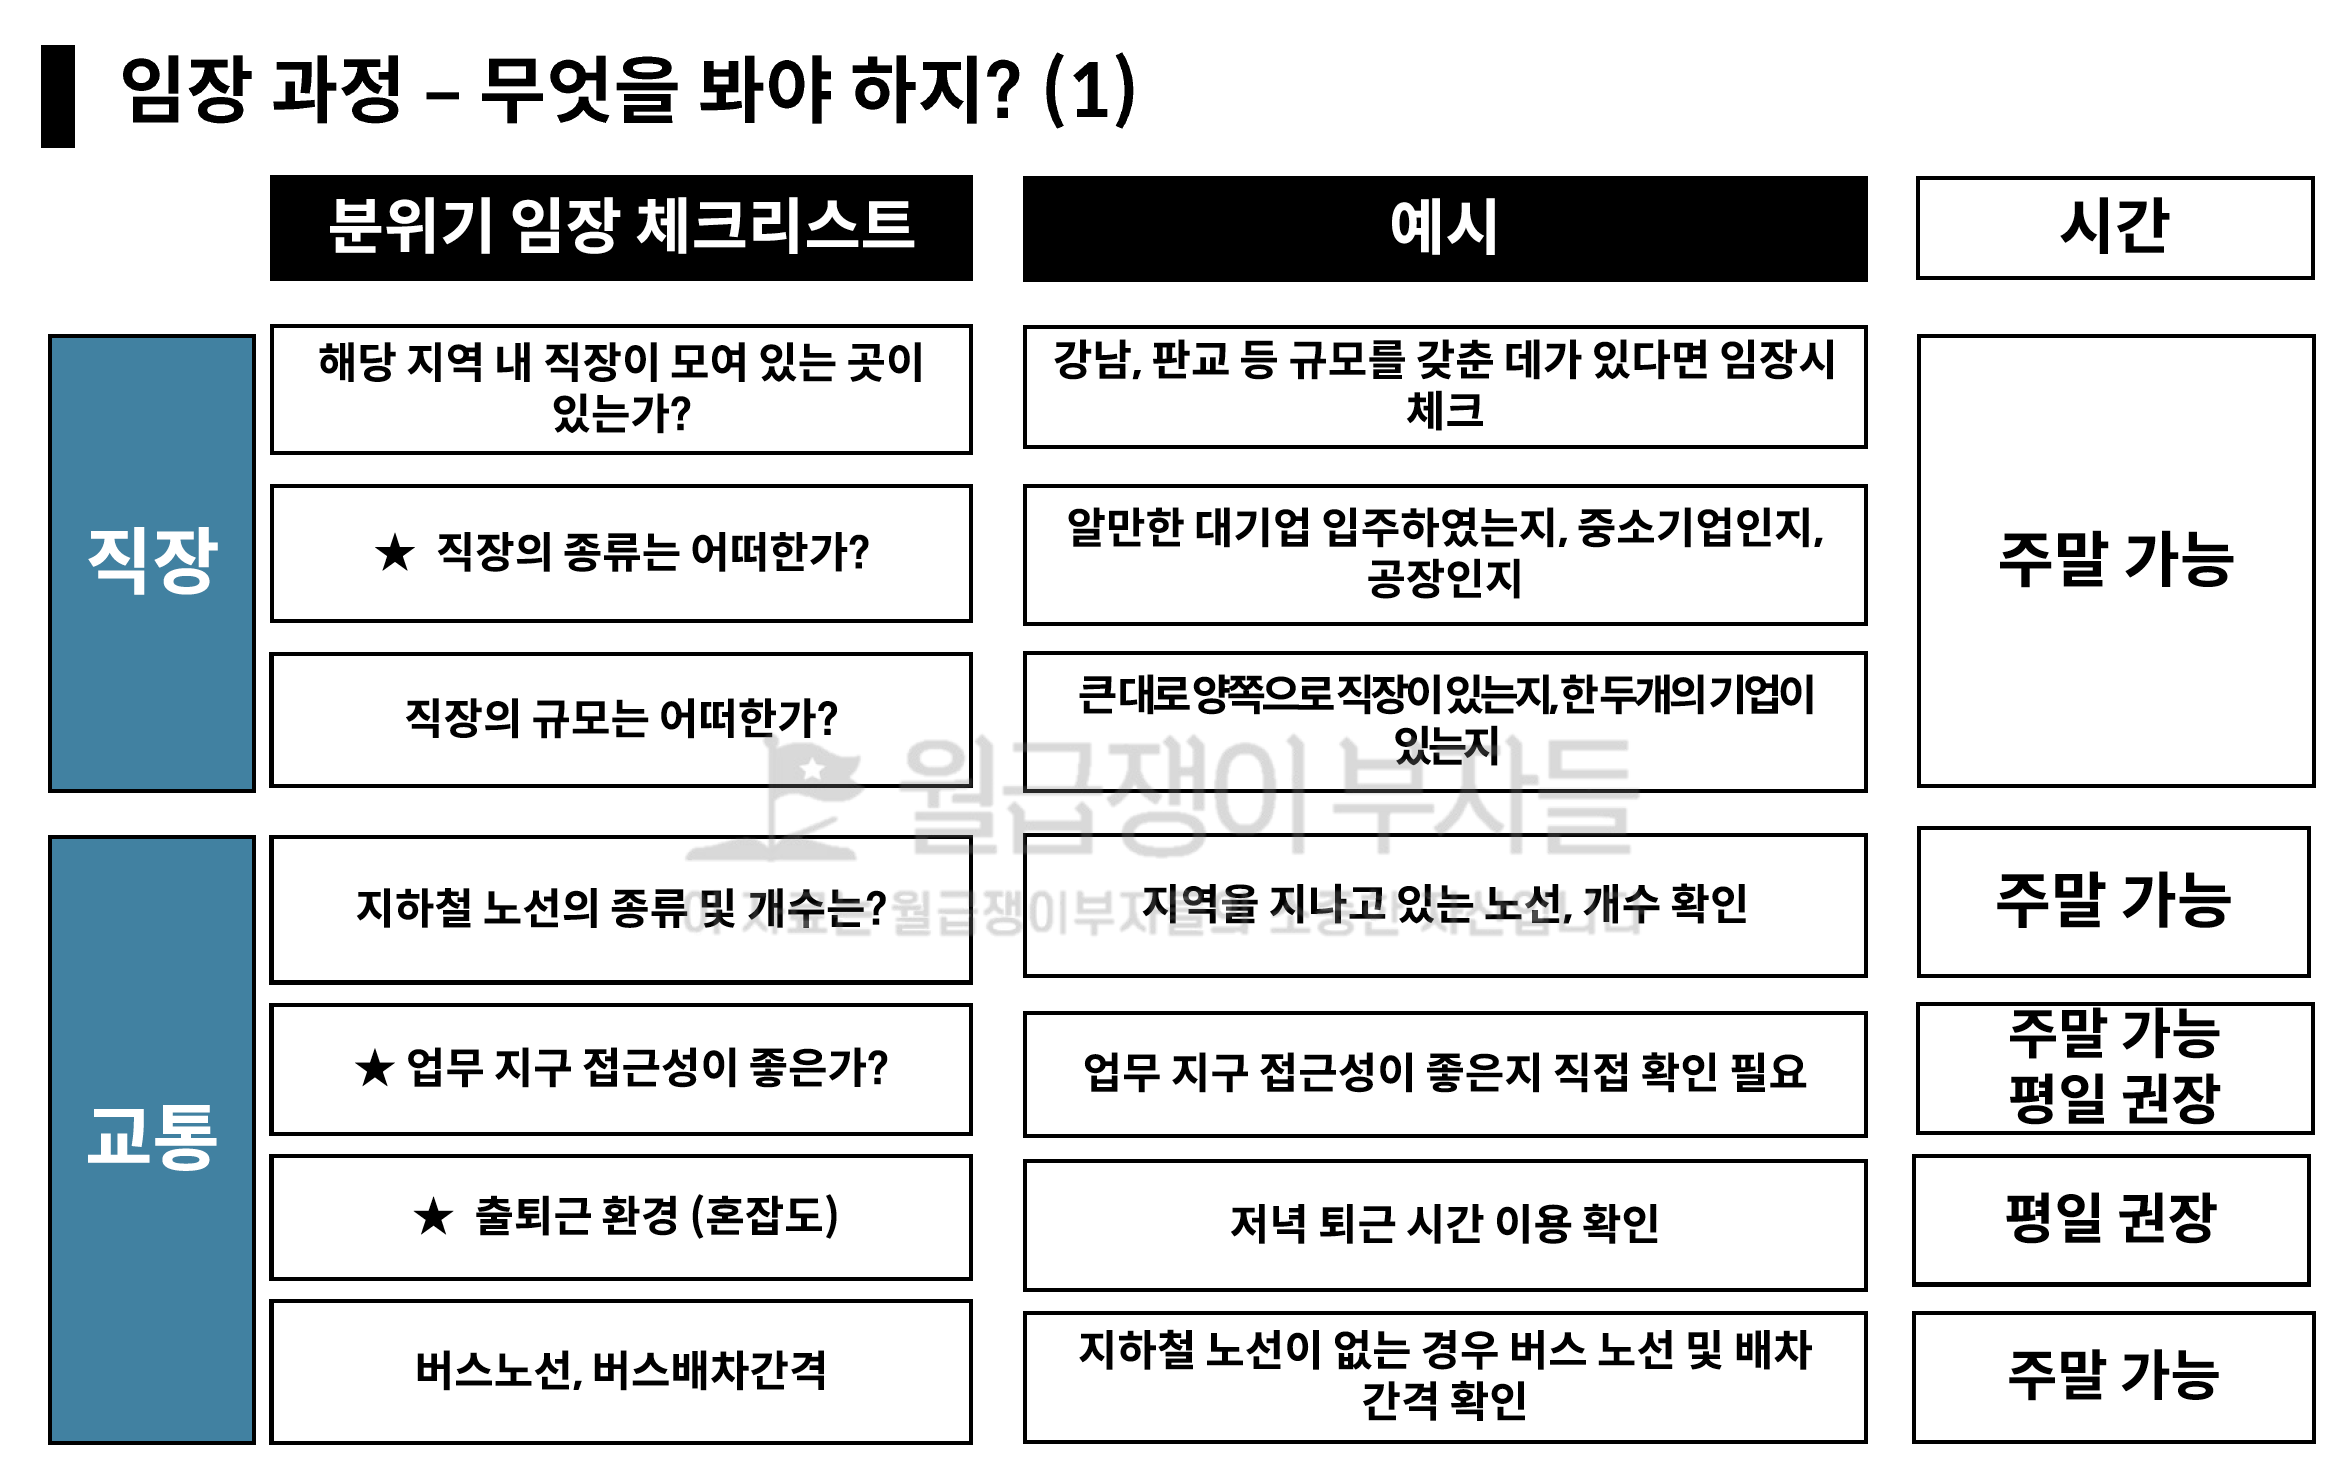 임장 과정 – 무엇을 봐야 하지? (1)
분위기 임장 체크리스트
예시
시간
직장
해당 지역 내 직장이 모여 있는 곳이
있는가?
강남, 판교 등 규모를 갖춘 데가 있다면 임장시
체크
주말 가능
★ 직장의 종류는 어떠한가?
알만한 대기업 입주하였는지, 중소기업인지,
공장인지
직장의 규모는 어떠한가?
큰 대로 양쪽으로 직장이 있는지, 한 두개의 기업이
있는지
월급쟁이 부자들
이 자료는 월급쟁이부자들의 소중한 자산입니다
교통
지하철 노선의 종류 및 개수는?
지역을 지나고 있는 노선, 개수 확인
주말 가능
★ 업무 지구 접근성이 좋은가?
업무 지구 접근성이 좋은지 직접 확인 필요
주말 가능
평일 권장
★ 출퇴근 환경 (혼잡도)
저녁 퇴근 시간 이용 확인
평일 권장
버스노선, 버스배차간격
지하철 노선이 없는 경우 버스 노선 및 배차
간격 확인
주말 가능